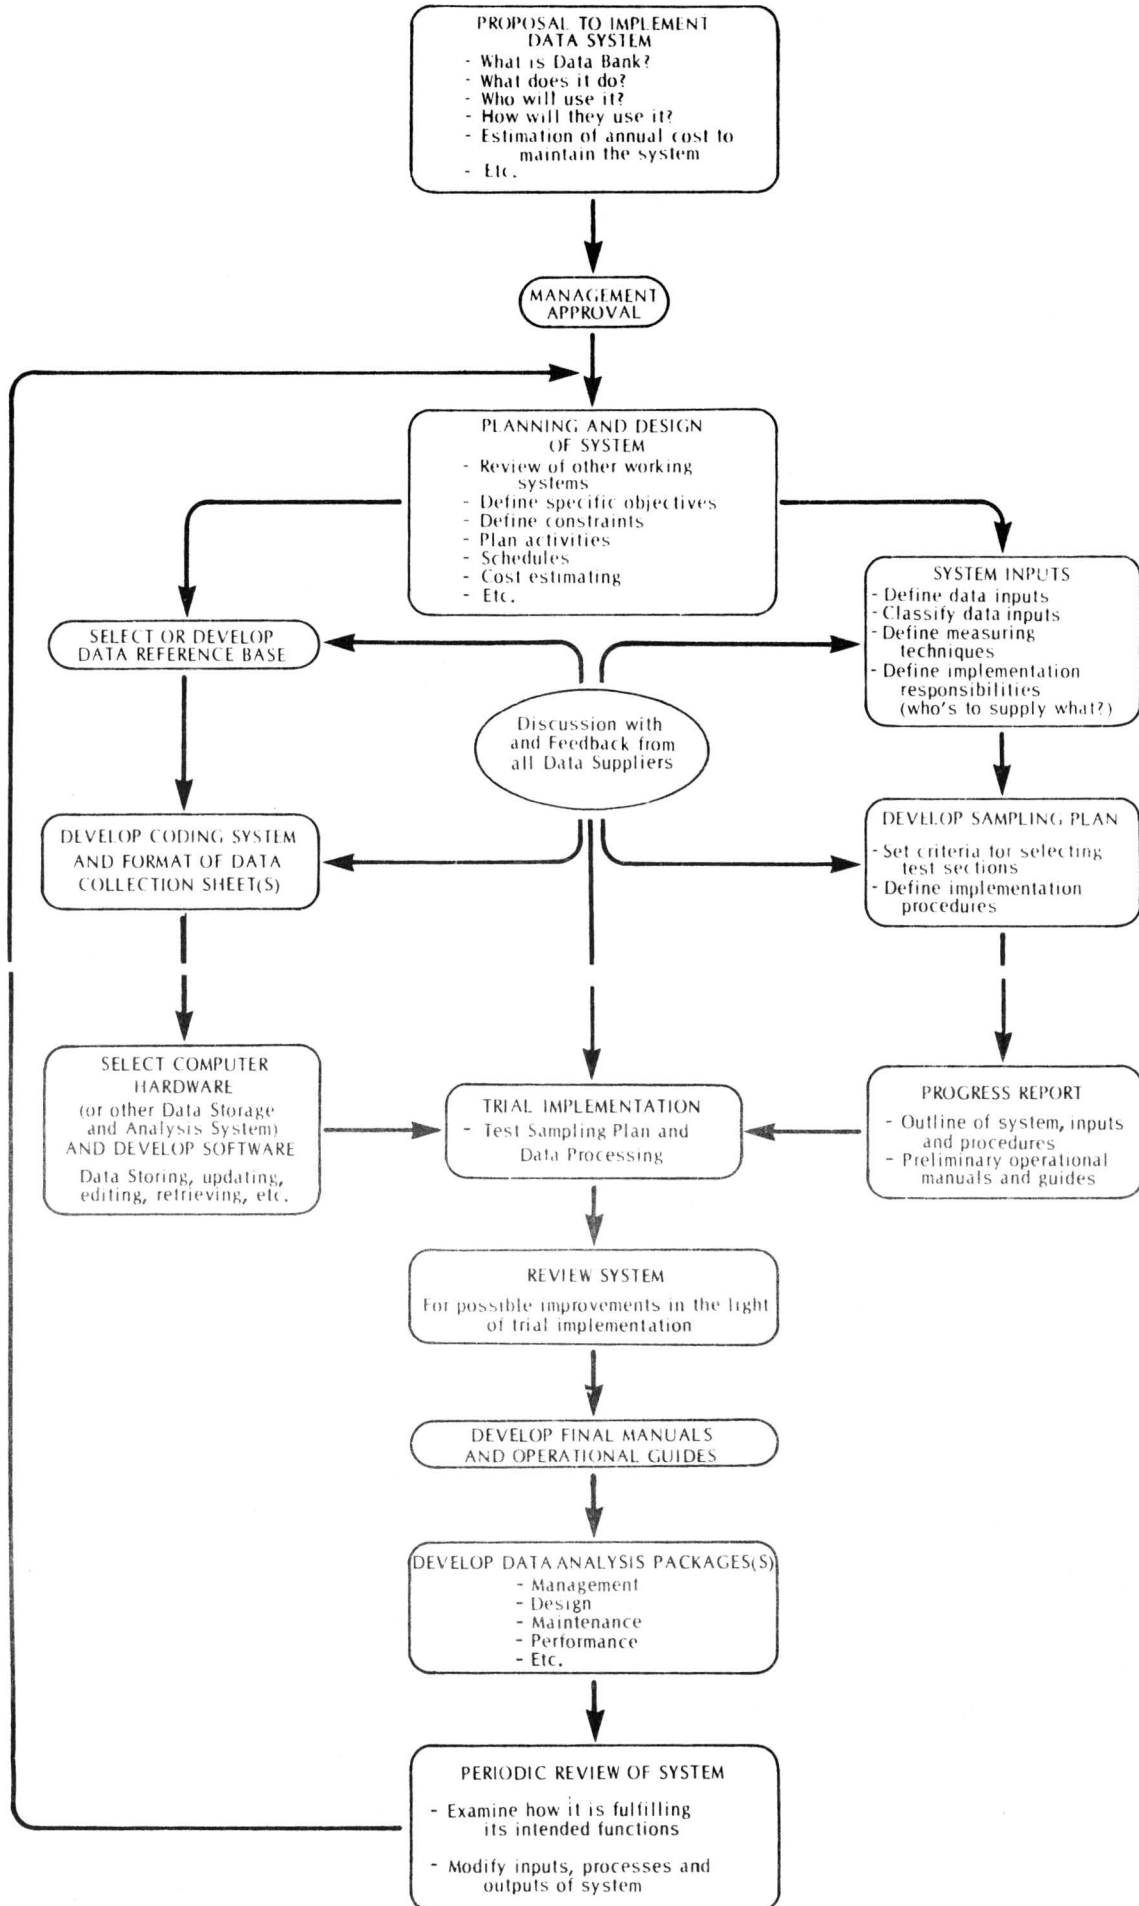 PROPOSAL TO IMPLEMENT
DATA SYSTEM
- What is Data Bank?
- What does it do?
- Who will use it?
- How will they use it?
- Estimation of annual cost to
maintain the system
- Etc.
MANAGEMENT
APPROVAL
PLANNING AND DESIGN
OF SYSTEM
- Review of other working
systems
- Define specific objectives
- Define constraints
- Plan activities
- Schedules
- Cost estimating
- Etc.
SELECT OR DEVELOP
DATA REFERENCE BASE
SYSTEM INPUTS
- Define data inputs
- Classify data inputs
- Define measuring
techniques
- Define implementation
responsibilities
(who's to supply what?)
Discussion with
and Feedback from
all Data Suppliers
DEVELOP CODING SYSTEM
AND FORMAT OF DATA
COLLECTION SHEET(S)
DEVELOP SAMPLING PLAN
- Set criteria for selecting
test sections
- Define implementation
procedures
SELECT COMPUTER
HARDWARE
(or other Data Storage
and Analysis System)
AND DEVELOP SOFTWARE
Data Storing, updating,
editing, retrieving, etc.
TRIAL IMPLEMENTATION
- Test Sampling Plan and
Data Processing
PROGRESS REPORT
- Outline of system, inputs
and procedures
- Preliminary operational
manuals and guides
REVIEW SYSTEM
For possible improvements in the light
of trial implementation
DEVELOP FINAL MANUALS
AND OPERATIONAL GUIDES
DEVELOP DATA ANALYSIS PACKAGES(S)
- Management
- Design
- Maintenance
- Performance
- Etc.
PERIODIC REVIEW OF SYSTEM
- Examine how it is fulfilling
its intended functions
- Modify inputs, processes and
outputs of system